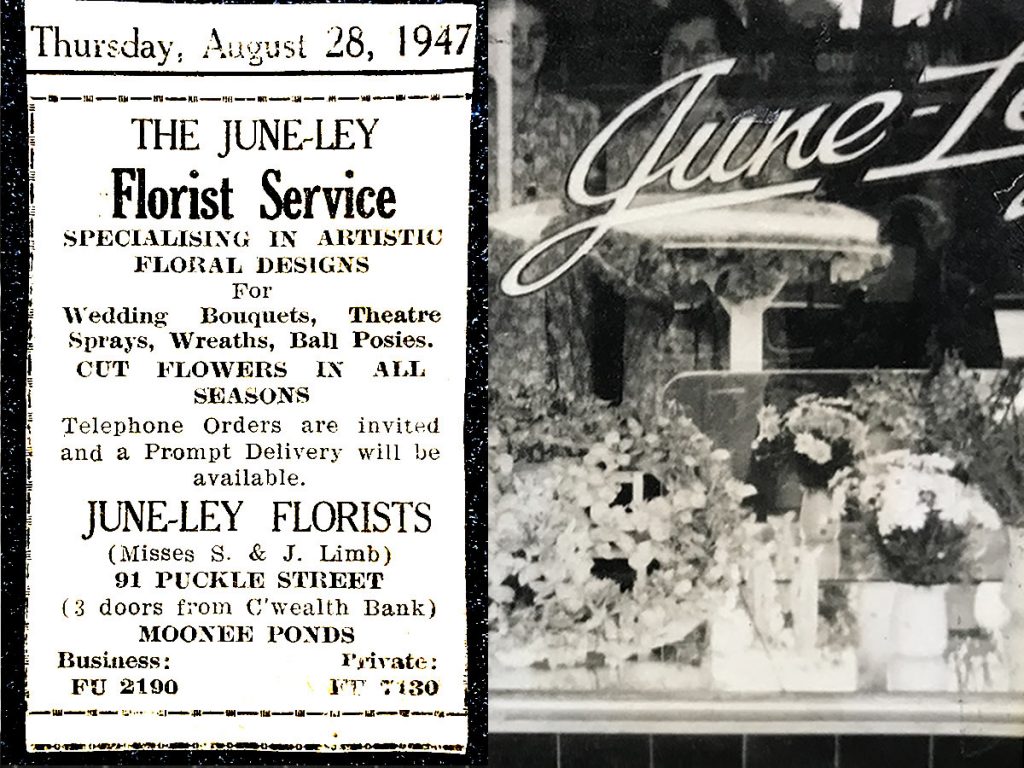 Thursday, August 28, 1947
THE JUNE-LEY
Florist Service
SPECIALISING IN ARTISTIC
FLORAL DESIGNS
For
Wedding Bouquets, Theatre
Sprays, Wreaths, Ball Posies.
CUT FLOWERS IN ALL
SEASONS
Telephone Orders are invited
and a Prompt Delivery will be
available.
JUNE-LEY FLORISTS
(Misses S. & J. Limb)
91 PUCKLE STREET
(3 doors from C'wealth Bank)
MOONEE PONDS
Business: Private:
FU 2190 FU
June-Le